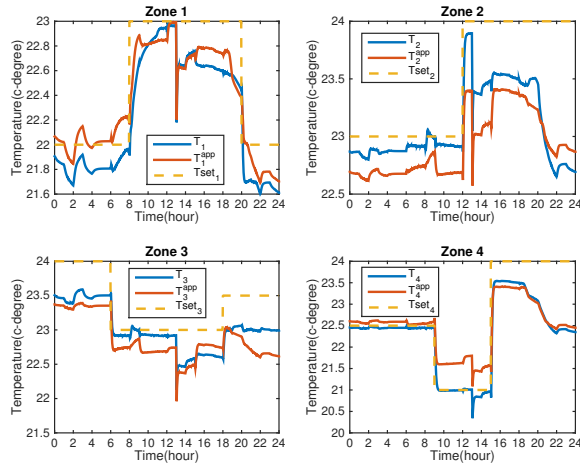 Zone 1
Temperature(c-degree)
23
22.8
22.6
22.4
22.2
22
21.8
21.6
T1
T1app
Tset1
0 2 4 6 8 10 12 14 16 18 20 22 24
Time(hour)
Zone 2
Temperature(c-degree)
24
23.5
23
22.5
T2
T2app
Tset2
0 2 4 6 8 10 12 14 16 18 20 22 24
Time(hour)
Zone 3
Temperature(c-degree)
24
23.5
23
22.5
22
21.5
T3
T3app
Tset3
0 2 4 6 8 10 12 14 16 18 20 22 24
Time(hour)
Zone 4
Temperature(c-degree)
24
23.5
23
22.5
22
21.5
21
20.5
20
T4
T4app
Tset4
0 2 4 6 8 10 12 14 16 18 20 22 24
Time(hour)